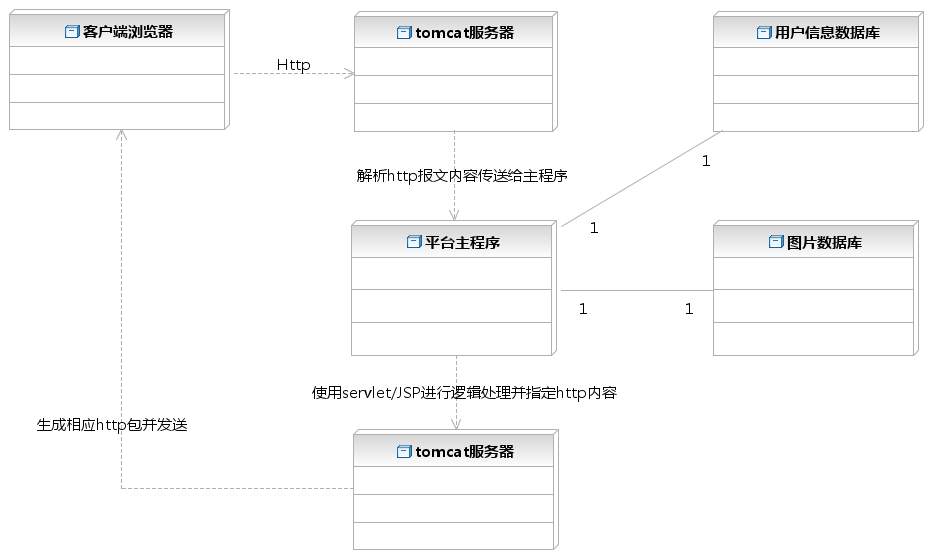 客户端浏览器
Http
tomcat服务器
用户信息数据库
解析http报文内容传送给主程序
1
1
平台主程序
图片数据库
1
1
使用servlet/JSP进行逻辑处理并指定http内容
生成相应http包并发送
tomcat服务器